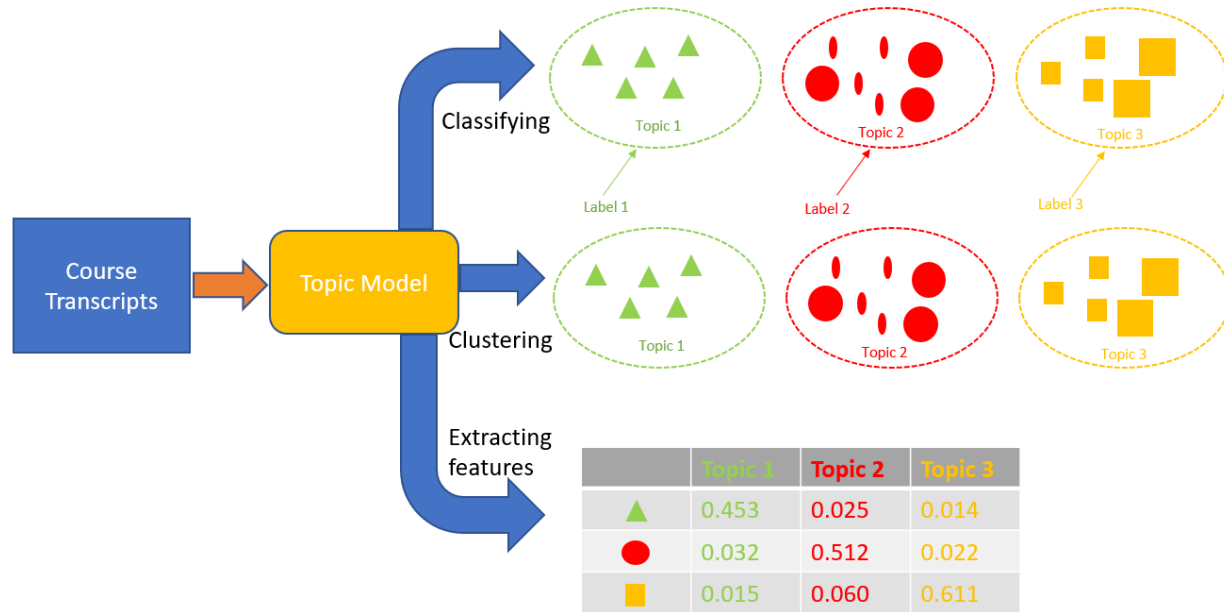 Classifying
Topic 1
Topic 2
Topic 3
Label 1
Label 2
Label 3
Course
Transcripts
Topic Model
Clustering
Topic 1
Topic 2
Topic 3
Extracting
features
Topic 1 Topic 2 Topic 3
0.453 0.025 0.014
0.032 0.512 0.022
0.015 0.060 0.611